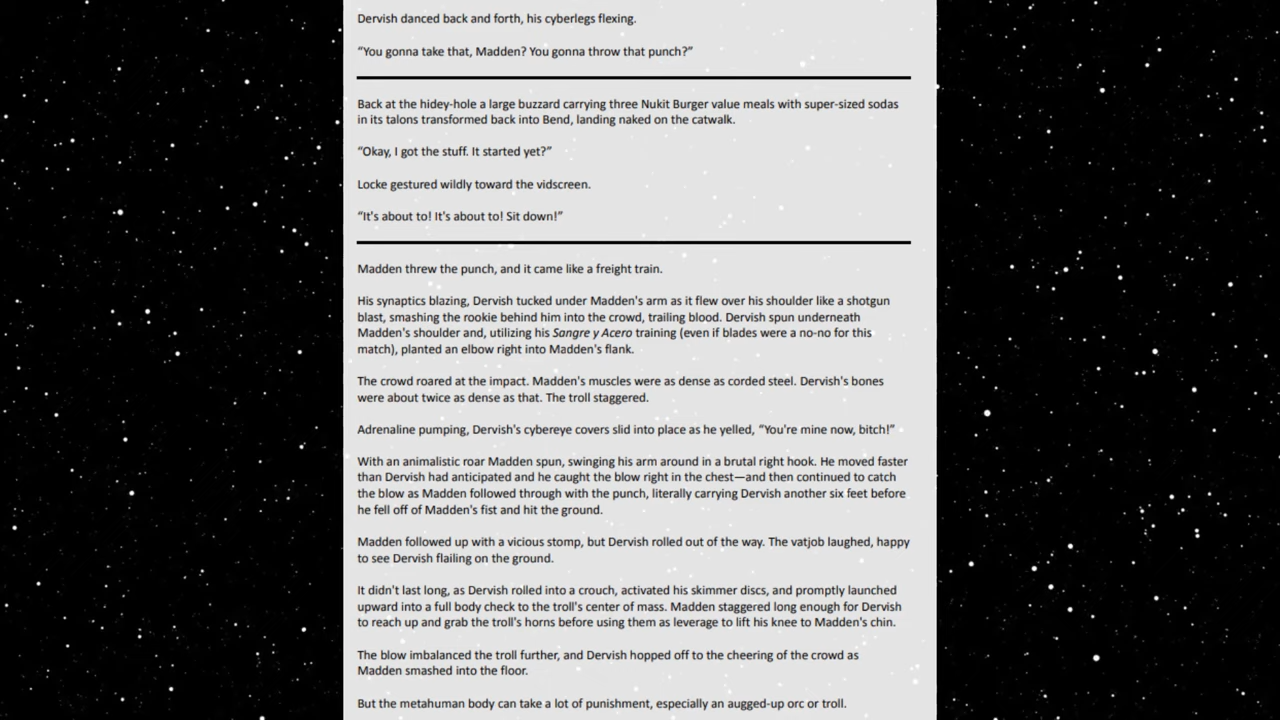 Dervish danced back and forth, his cyberlegs flexing.
“You gonna take that, Madden? You gonna throw that punch?”
Back at the hidey-hole a large buzzard carrying three Nukit Burger value meals with super-sized sodas
in its talons transformed back into Bend, landing naked on the catwalk.
“Okay, I got the stuff. It started yet?”
Locke gestured wildly toward the vidscreen.
“It's about to! It's about to! Sit down!”
Madden threw the punch, and it came like a freight train.
His synaptics blazing, Dervish tucked under Madden's arm as it flew over his shoulder like a shotgun
blast, smashing the rookie behind him into the crowd, trailing blood. Dervish spun underneath
Madden's shoulder and, utilizing his Sangre y Acero training (even if blades were a no-no for this
match), planted an elbow right into Madden's flank.
The crowd roared at the impact. Madden's muscles were as dense as corded steel. Dervish's bones
were about twice as dense as that. The troll staggered.
Adrenaline pumping, Dervish's cybereye covers slid into place as he yelled, “You're mine now, bitch!”
With an animalistic roar Madden spun, swinging his arm around in a brutal right hook. He moved faster
than Dervish had anticipated and he caught the blow right in the chest—and then continued to catch
the blow as Madden followed through with the punch, literally carrying Dervish another six feet before
he fell off of Madden's fist and hit the ground.
Madden followed up with a vicious stomp, but Dervish rolled out of the way. The vatjob laughed, happy
to see Dervish flailing on the ground.
It didn't last long, as Dervish rolled into a crouch, activated his skimmer discs, and promptly launched
upward into a full body check to the troll's center of mass. Madden staggered long enough for Dervish
to reach up and grab the troll's horns before using them as leverage to lift his knee to Madden's chin.
The blow imbalanced the troll further, and Dervish hopped off to the cheering of the crowd as
Madden smashed into the floor.
But the metahuman body can take a lot of punishment, especially an augged-up orc or troll.